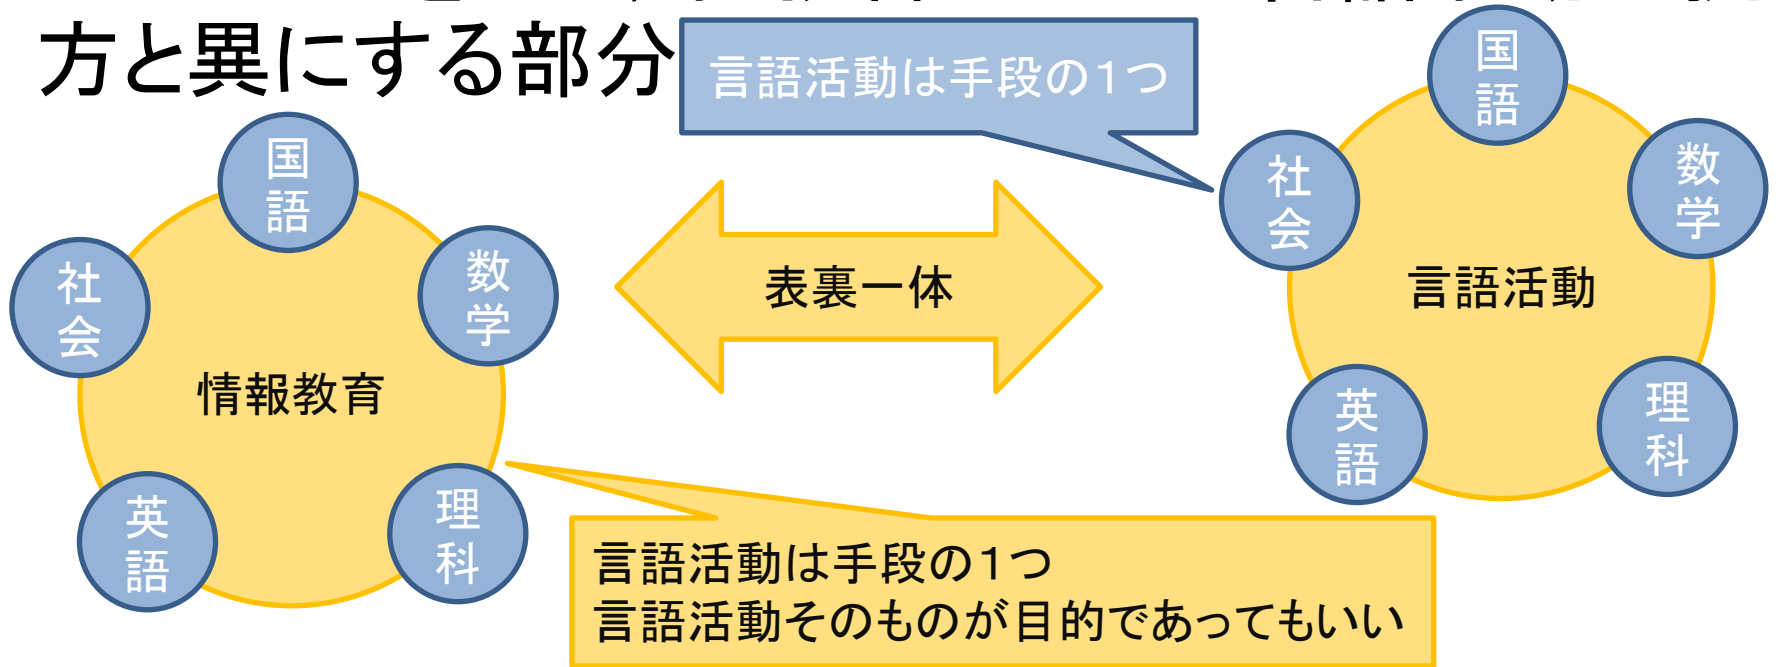 方と異にする部分
言語活動は手段の1つ
国語
社会
数学
情報教育
英語
理科
表裏一体
国語
社会
数学
言語活動
英語
理科
言語活動は手段の1つ
言語活動そのものが目的であってもいい